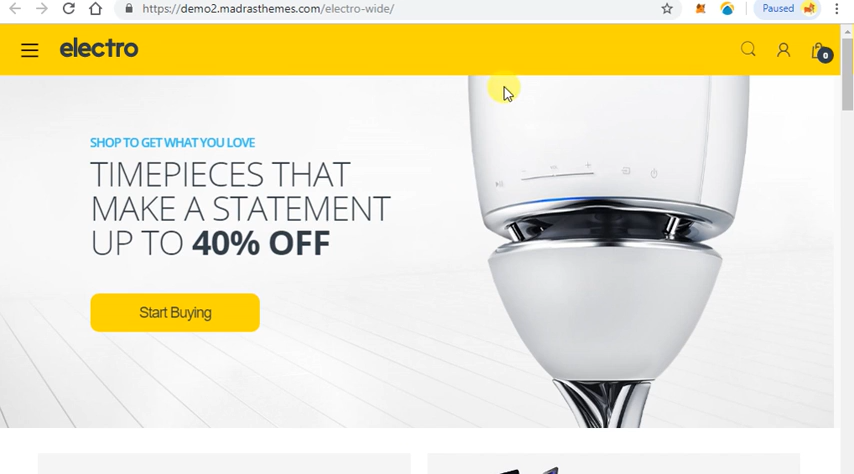 https://demo2.madrasthemes.com/electro-wide/
Paused
electro
0
SHOP TO GET WHAT YOU LOVE
TIMEPIECES THAT
MAKE A STATEMENT
UP TO 40% OFF
Start Buying